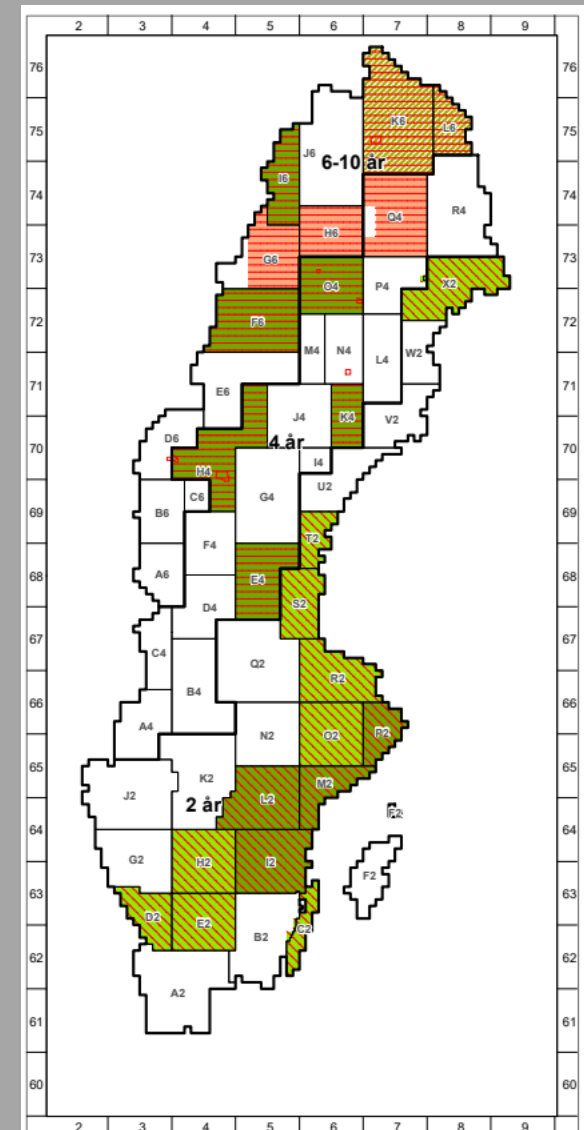 2 3 4 5 6 7 8 9
76 76
K6
75 L6 75
J6
6-10 år
I6
74 74
Q4 R4
H6
73 G6 73
O4 P4 X2
F6
72 72
M4 N4 L4 W2
71 E6 71
J4 K4 V2
D6 4 år
70 70
H4 I4
C6 G4 U2
B6
69 69
F4 T2
A6 E4
68 68
D4 S2
67 67
C4 Q2
B4 R2
66 66
A4 N2 O2 P2
65 65
J2 K2 L2 M2
2 år
64 E2 64
G2 H2 I2 F2
63 63
D2 E2 B2 C2
62 62
A2
61 61
60 60
2 3 4 5 6 7 8 9